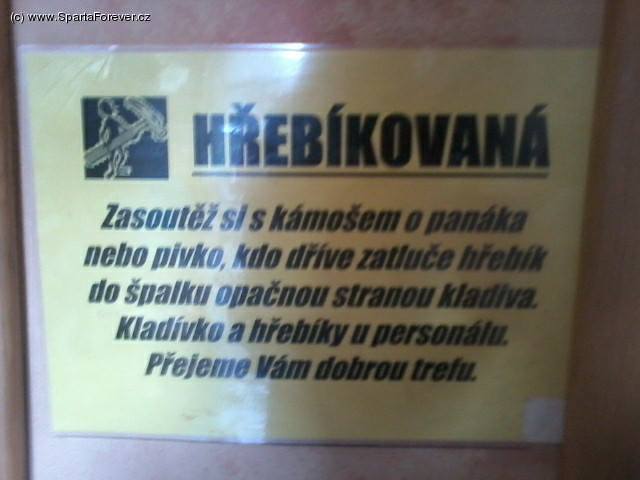 (c) www.SpartaForever.cz
HŘEBÍKOVANÁ
Zasoutěž si s kámošem o panáka
nebo pivko, kdo dříve zatluče hřebík
do špalku opačnou stranou kladiva.
Kladívko a hřebíky u personálu.
Přejeme Vám dobrou trefu.